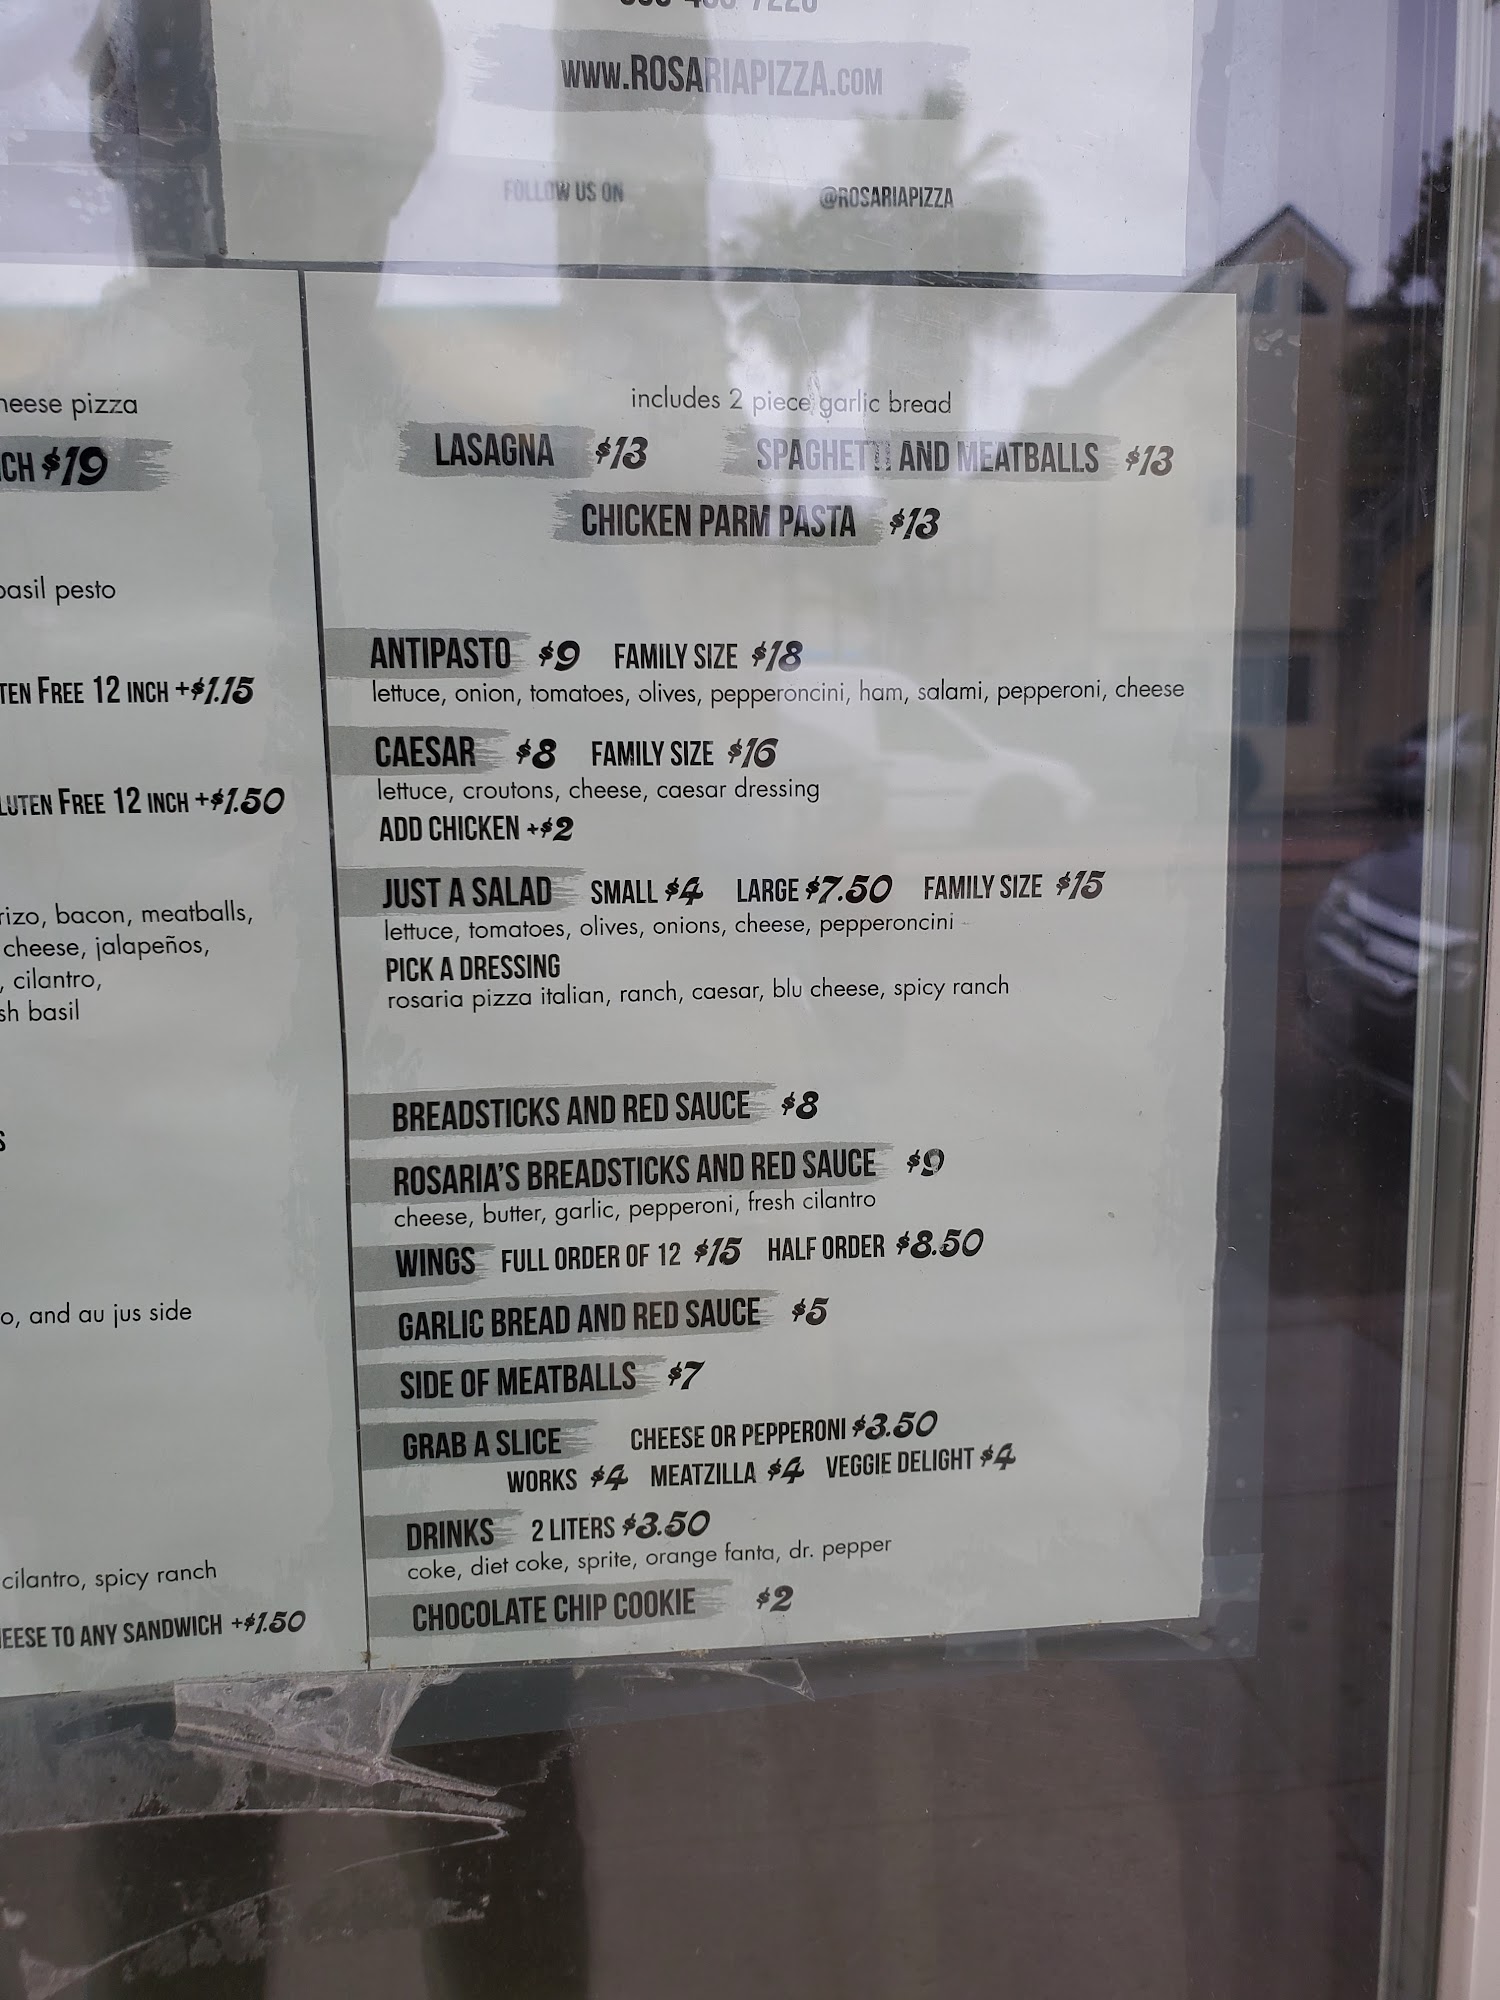 WWW.ROSARIAPIZZA.COM
FOLLOW US ON @ROSARIAPIZZA
pizza
$19
basil pesto
FREE 12 INCH +$1.15
FREE 12 INCH +$1.50
bacon, meatballs,
cheese, jalapeños,
, cilantro,
basil
, and au jus side
cilantro, spicy ranch
TO ANY SANDWICH +$1.50
includes 2 piece garlic bread
LASAGNA $13 SPAGHETTI AND MEATBALLS $13
CHICKEN PARM PASTA $13
ANTIPASTO $9 FAMILY SIZE $18
lettuce, onion, tomatoes, olives, pepperoncini, ham, salami, pepperoni, cheese
CAESAR $8 FAMILY SIZE $16
lettuce, croutons, cheese, caesar dressing
ADD CHICKEN +$2
JUST A SALAD SMALL $4 LARGE $7.50 FAMILY SIZE $15
lettuce, tomatoes, olives, onions, cheese, pepperoncini
PICK A DRESSING
rosaria pizza italian, ranch, caesar, blu cheese, spicy ranch
BREADSTICKS AND RED SAUCE $8
ROSARIA'S BREADSTICKS AND RED SAUCE $9
cheese, butter, garlic, pepperoni, fresh cilantro
WINGS FULL ORDER OF 12 $15 HALF ORDER $8.50
GARLIC BREAD AND RED SAUCE $5
SIDE OF MEATBALLS $7
GRAB A SLICE CHEESE OR PEPPERONI $3.50
WORKS $4 MEATZILLA $4 VEGGIE DELIGHT $4
DRINKS 2 LITERS $3.50
coke, diet coke, sprite, orange fanta, dr. pepper
CHOCOLATE CHIP COOKIE $2